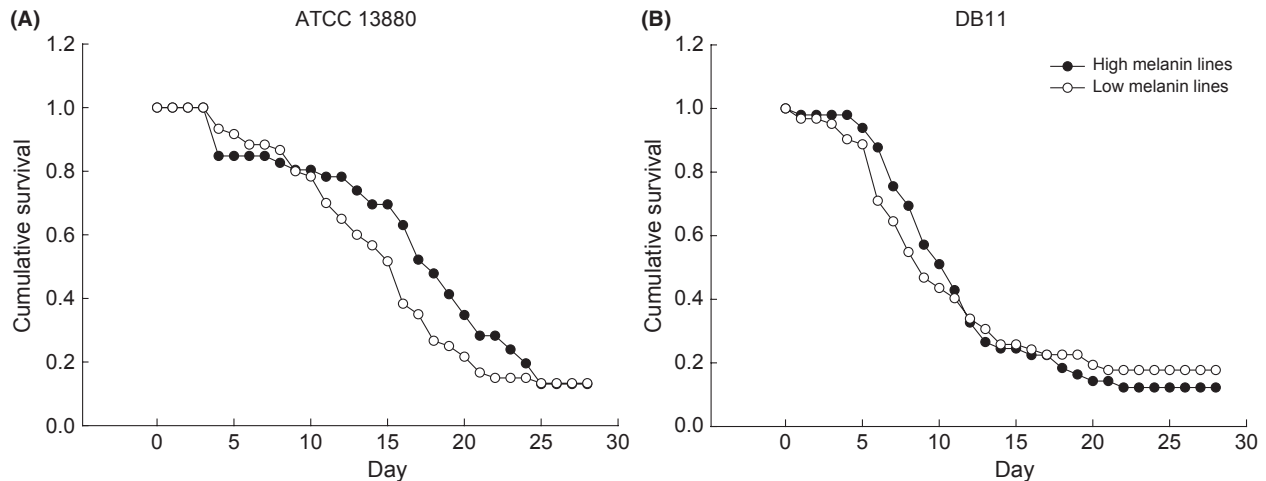 (A)
ATCC 13880
1.2
1.0
0.8
0.6
0.4
0.2
0.0
Cumulative survival
0
5
10
15
20
25
30
Day
(B)
DB11
High melanin lines
Low melanin lines
1.2
1.0
0.8
0.6
0.4
0.2
0.0
Cumulative survival
0
5
10
15
20
25
30
Day